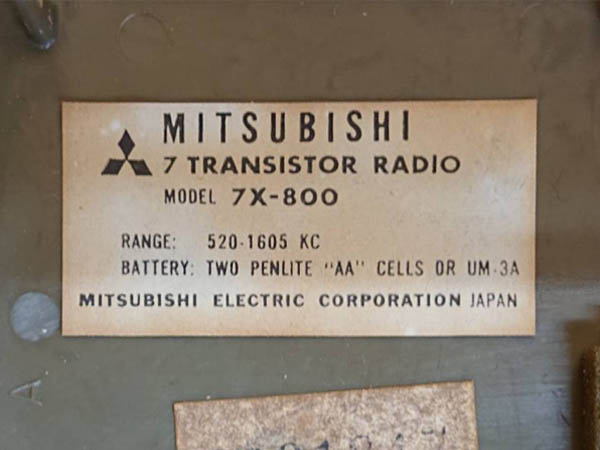 MITSUBISHI
7 TRANSISTOR RADIO
MODEL 7X-800
RANGE: 520-1605 KC
BATTERY: TWO PENLITE "AA" CELLS OR UM-3A
MITSUBISHI ELECTRIC CORPORATION JAPAN
A